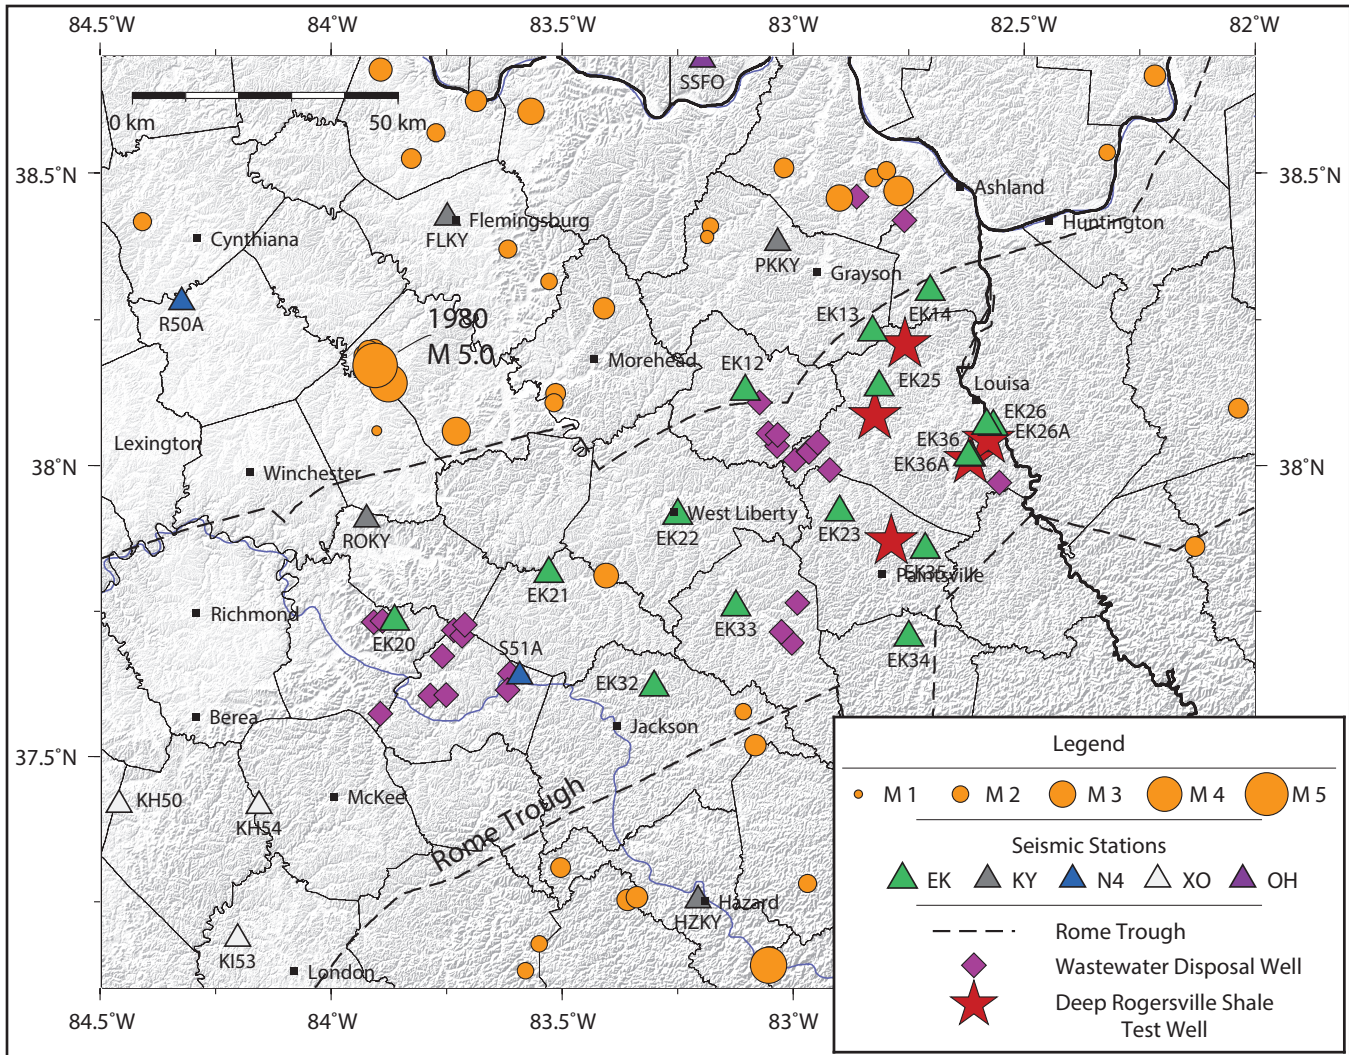 84.5°W 84°W 83.5°W 83°W 82.5°W 82°W
SSFO
0 km 50 km
38.5°N 38.5°N
Ashland
Flemingsburg
FLKY
Huntington
Cynthiana
PKKY
Grayson
R50A
EK13 EK14
1980
M 5.0
Morehead
EK12
EK25
Louisa
EK26
EK26A
EK36
EK36A
Lexington
38°N 38°N
Winchester
West Liberty
EK22
EK23
ROKY
EK35
Paintsville
EK21
Richmond
EK20
EK33
EK34
S51A
EK32
Berea
Jackson
37.5°N
KH50
KH54
McKee
Rome Trough
Hazard
HZKY
KI53
London
Legend
M 1 M 2 M 3 M 4 M 5
Seismic Stations
EK KY N4 XO OH
Rome Trough
Wastewater Disposal Well
Deep Rogersville Shale
Test Well
84.5°W 84°W 83.5°W 83°W